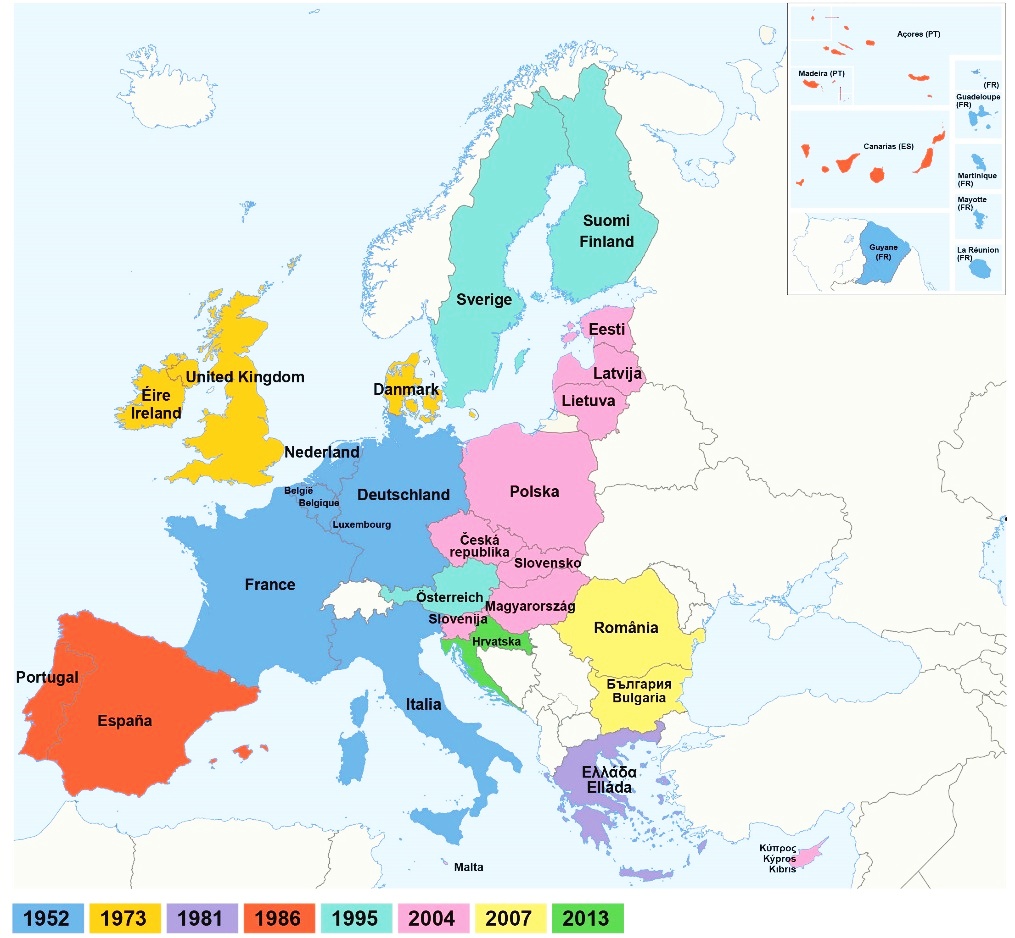 Açores (PT)
Madeira (PT)
(FR)
Guadeloupe
(FR)
Canarias (ES)
Martinique
(FR)
Mayotte
(FR)
Guyane
(FR)
La Réunion
(FR)
Suomi
Finland
Sverige
Eesti
Latvija
Lietuva
United Kingdom
Éire
Ireland
Danmark
Nederland
België
Belgique
Deutschland
Luxembourg
Polska
Česká
republika
Slovensko
France
Österreich
Magyarország
Slovenija
Hrvatska
România
България
Bulgaria
Portugal
España
Italia
Ελλάδα
Elláda
Κύπρος
Kýpros
Kıbrıs
Malta
1952 1973 1981 1986 1995 2004 2007 2013